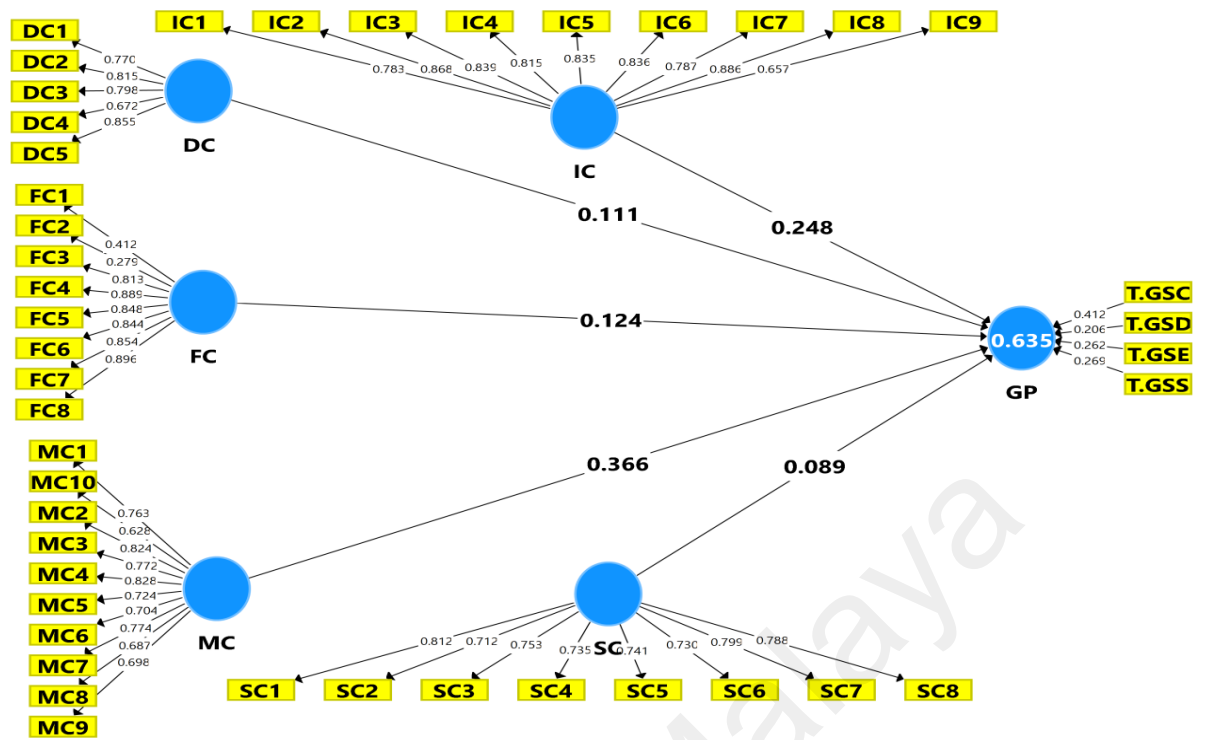 IC1 IC2 IC3 IC4 IC5 IC6 IC7 IC8 IC9
0.783 0.868 0.839 0.815 0.835 0.836 0.787 0.886 0.657
IC
DC1
DC2
DC3
DC4
DC5
0.770
0.815
0.798
0.672
0.855
DC
0.111
0.248
FC1
FC2
FC3
FC4
FC5
FC6
FC7
FC8
0.412
0.279
0.813
0.889
0.848
0.844
0.854
0.896
FC
0.124
T.GSC
T.GSD
T.GSE
T.GSS
0.412
0.206
0.262
0.269
0.635
GP
MC1
MC10
MC2
MC3
MC4
MC5
MC6
MC7
MC8
MC9
0.763
0.628
0.824
0.772
0.828
0.724
0.704
0.774
0.687
0.698
MC
0.366
0.089
SC
0.812 0.712 0.753 0.735 0.741 0.730 0.799 0.788
SC1 SC2 SC3 SC4 SC5 SC6 SC7 SC8
Malaya